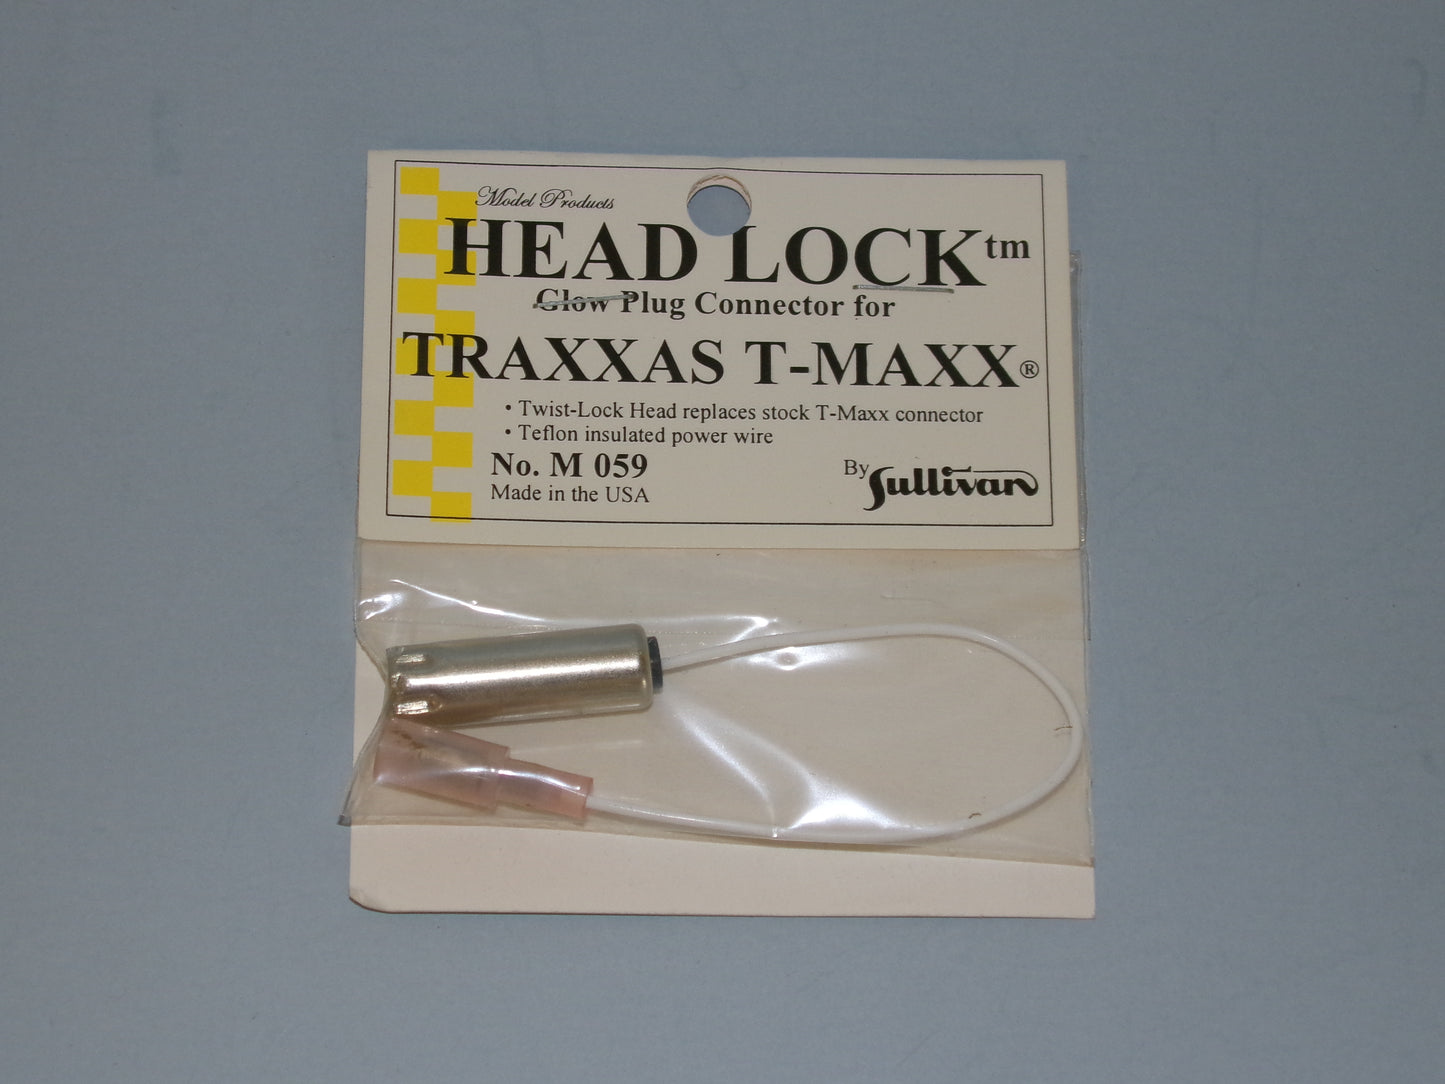 Model Products
HEAD LOCK™
Glow Plug Connector for
TRAXXAS T-MAXX®
• Twist-Lock Head replaces stock T-Maxx connector
• Teflon insulated power wire
No. M 059
Made in the USA
By Sullivan